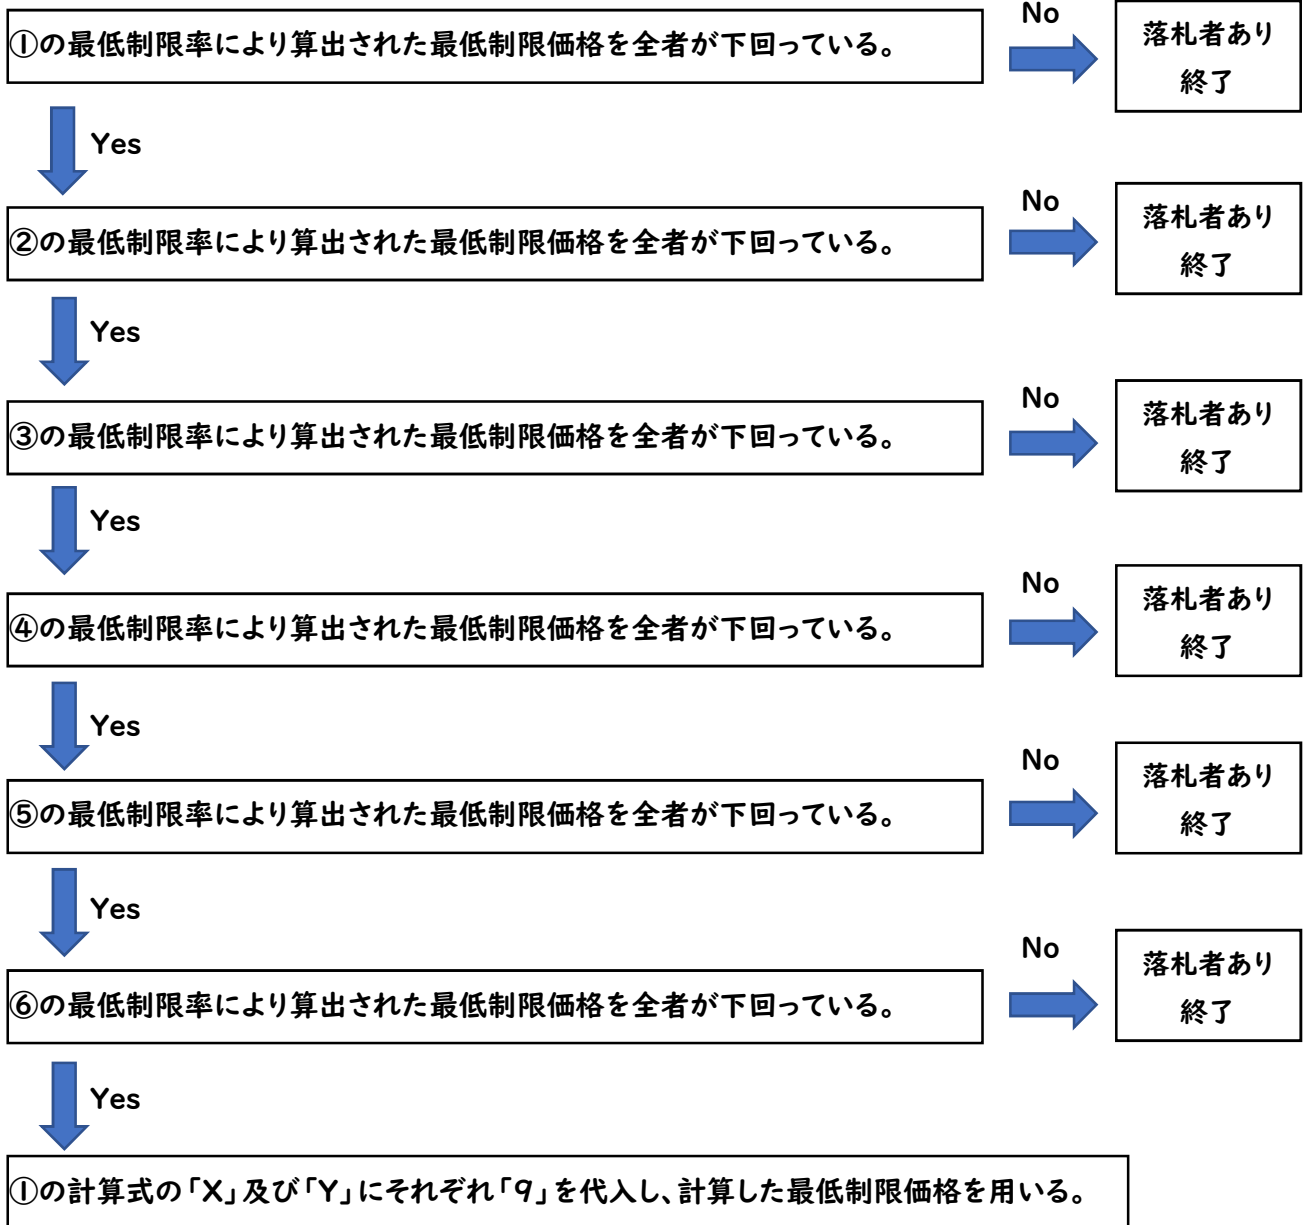 No
①の最低制限率により算出された最低制限価格を全者が下回っている。
落札者あり
終了
Yes
No
②の最低制限率により算出された最低制限価格を全者が下回っている。
落札者あり
終了
Yes
No
③の最低制限率により算出された最低制限価格を全者が下回っている。
落札者あり
終了
Yes
No
④の最低制限率により算出された最低制限価格を全者が下回っている。
落札者あり
終了
Yes
No
⑤の最低制限率により算出された最低制限価格を全者が下回っている。
落札者あり
終了
Yes
No
⑥の最低制限率により算出された最低制限価格を全者が下回っている。
落札者あり
終了
Yes
①の計算式の「X」及び「Y」にそれぞれ「9」を代入し、計算した最低制限価格を用いる。